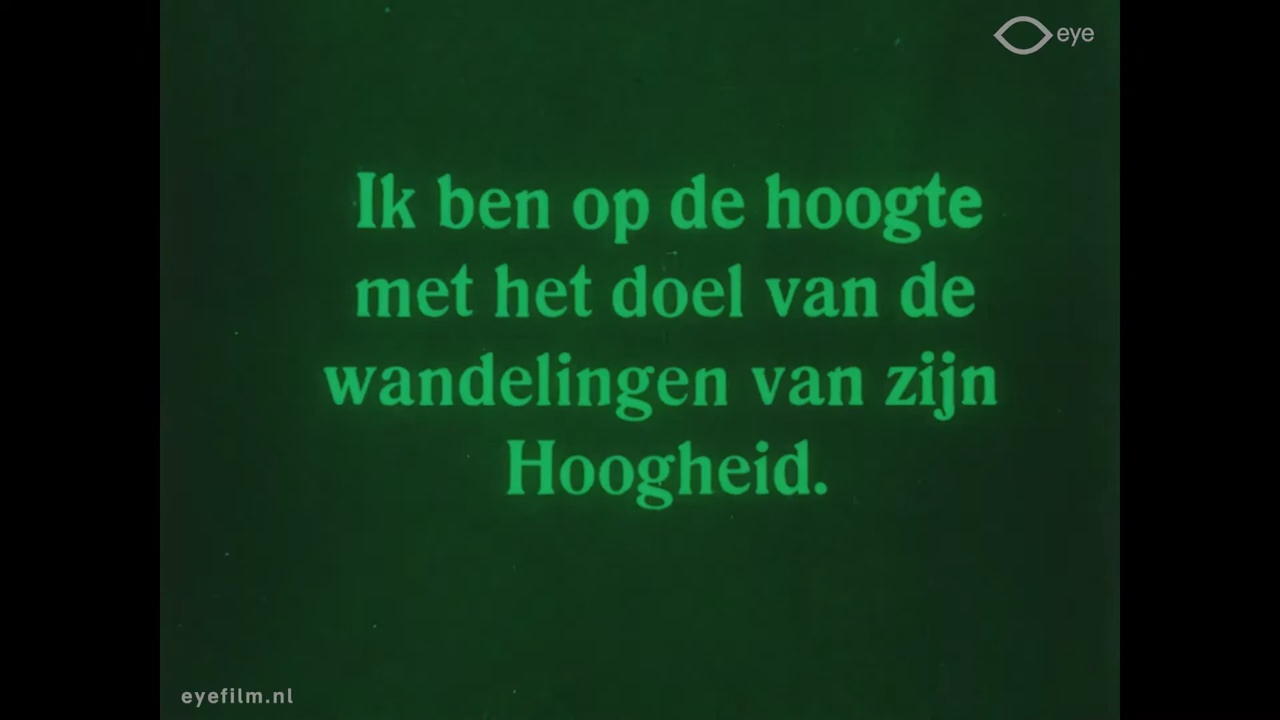 eye
Ik ben op de hoogte
met het doel van de
wandelingen van zijn
Hoogheid.
eyefilm.nl